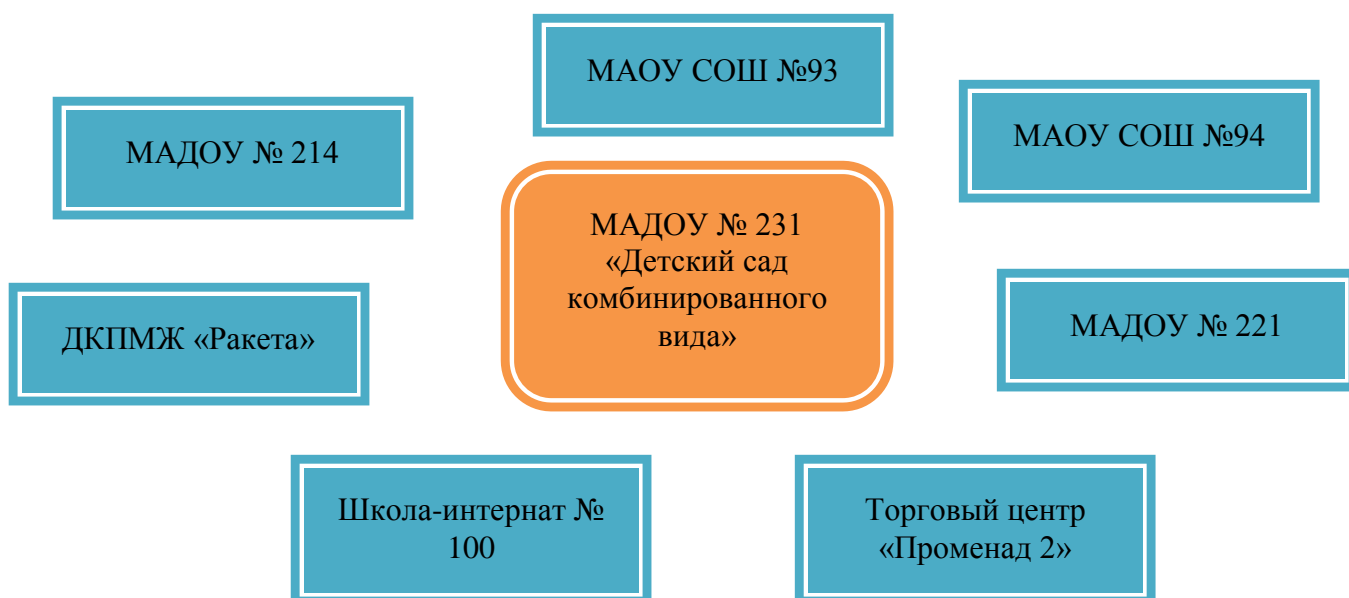 МАОУ СОШ №93
МАДОУ № 214
МАОУ СОШ №94
МАДОУ № 231
«Детский сад
комбинированного
вида»
ДКПМЖ «Ракета»
МАДОУ № 221
Школа-интернат №
100
Торговый центр
«Променад 2»